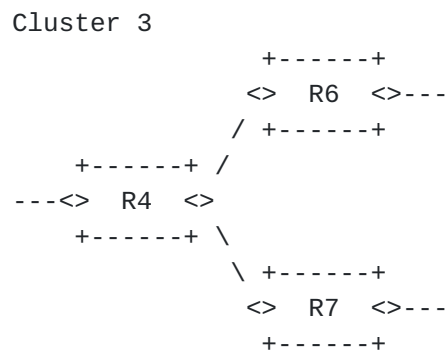 Cluster 3
                 +------+
                <>  R6  <>---
               / +------+
     +------+ /
 ---<>  R4  <>
     +------+ \
               \ +------+
                <>  R7  <>---
                 +------+